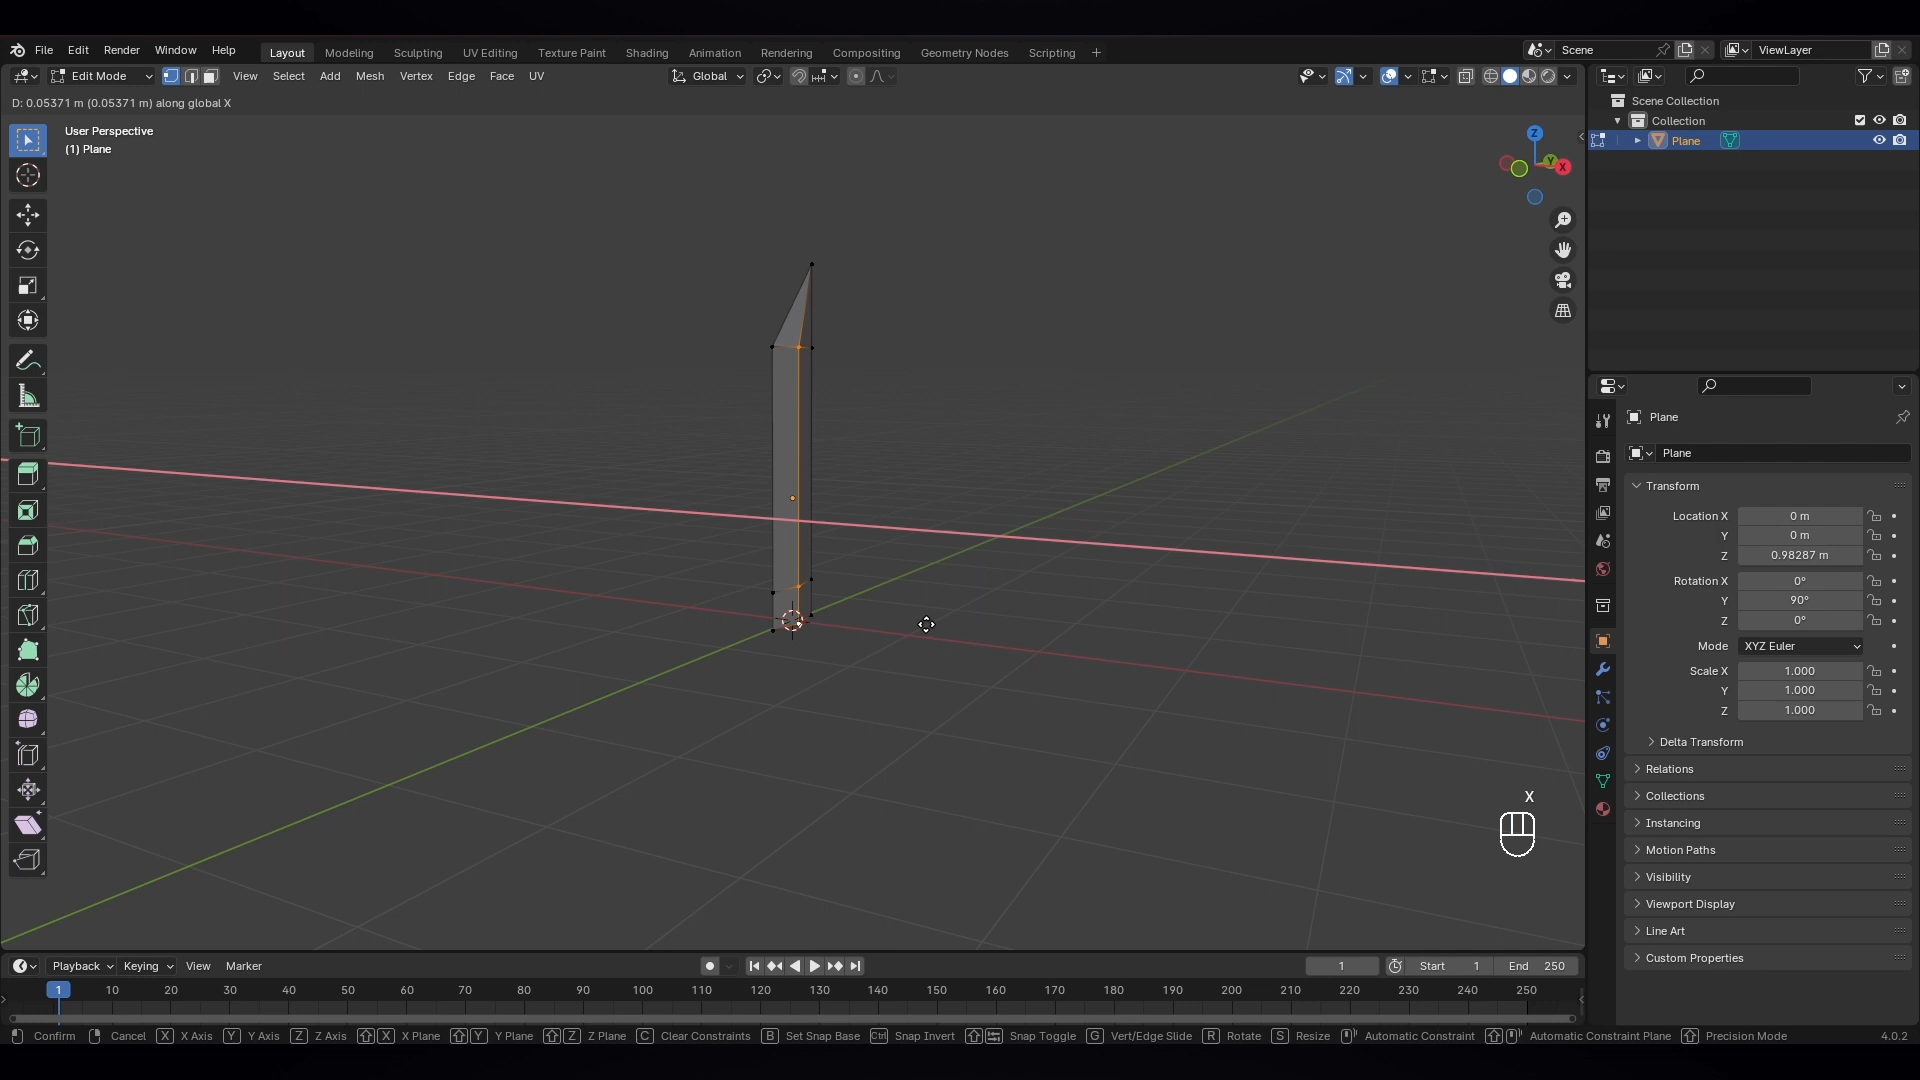 File Edit Render Window Help Layout Modeling Sculpting UV Editing Texture Paint Shading Animation Rendering Compositing Geometry Nodes Scripting + Scene ViewLayer
Edit Mode View Select Add Mesh Vertex Edge Face UV Global
D: 0.05371 m (0.05371 m) along global X
User Perspective
(1) Plane
Z
Y
X
Scene Collection
Collection
Plane
Plane
Plane
Transform
Location X 0 m
Y 0 m
Z 0.98287 m
Rotation X 0°
Y 90°
Z 0°
Mode XYZ Euler
Scale X 1.000
Y 1.000
Z 1.000
Delta Transform
Relations
Collections
Instancing
Motion Paths
Visibility
Viewport Display
Line Art
Custom Properties
X
Playback Keying View Marker 1 Start 1 End 250
1 10 20 30 40 50 60 70 80 90 100 110 120 130 140 150 160 170 180 190 200 210 220 230 240 250
Confirm Cancel X X Axis Y Y Axis Z Z Axis X X Plane Y Y Plane Z Z Plane C Clear Constraints B Set Snap Base Ctrl Snap Invert Snap Toggle G Vert/Edge Slide R Rotate S Resize Automatic Constraint Automatic Constraint Plane Precision Mode 4.0.2